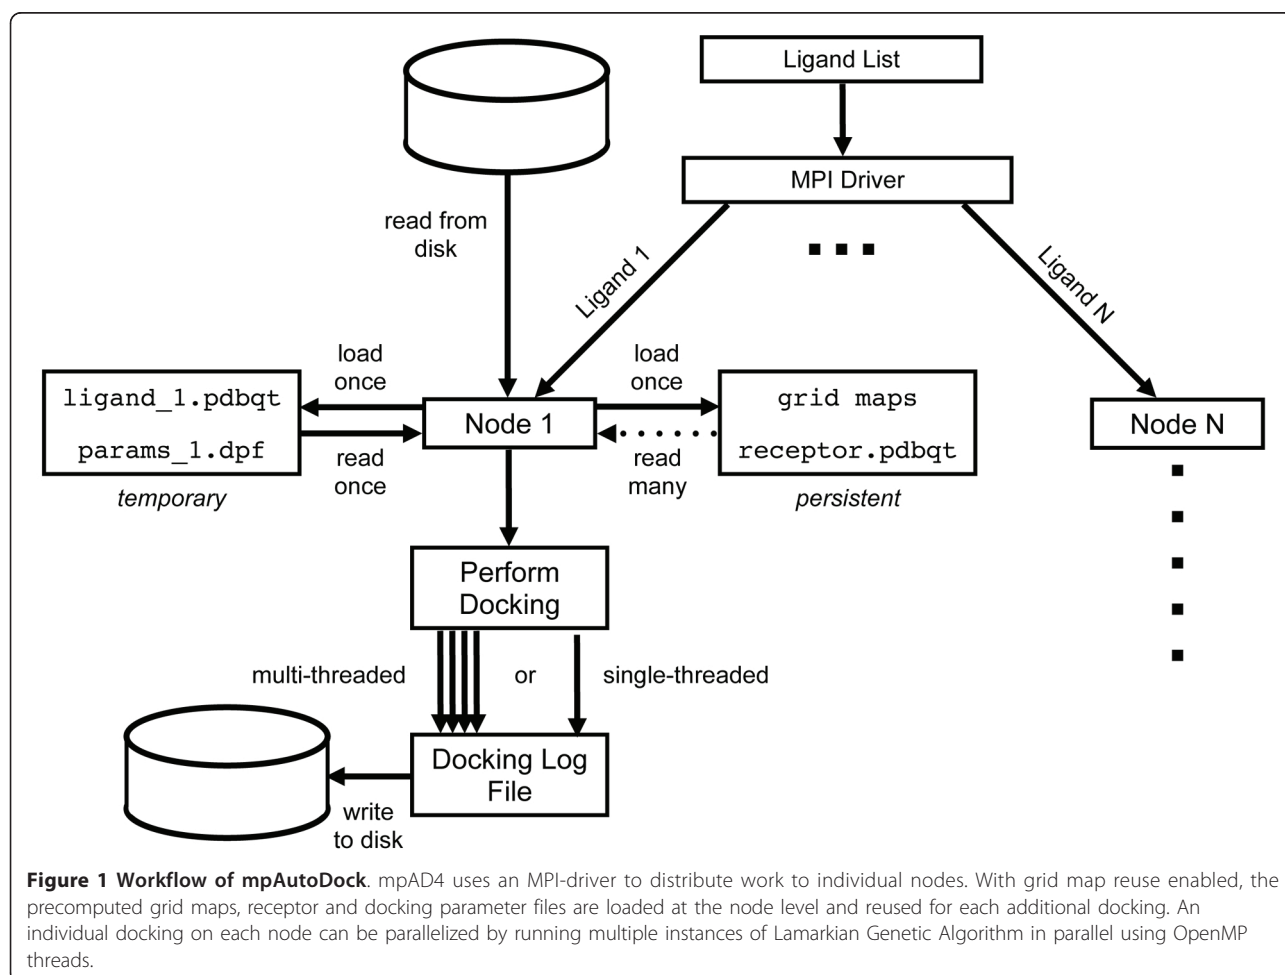 Ligand List
MPI Driver
read from
disk
Ligand 1
Ligand N
load
once
load
once
ligand_1.pdbqt
params_1.dpf
Node 1
grid maps
receptor.pdbqt
Node N
read
once
read
many
temporary
persistent
Perform
Docking
multi-threaded
or
single-threaded
Docking Log
File
write
to disk
Figure 1 Workflow of mpAutoDock. mpAD4 uses an MPI-driver to distribute work to individual nodes. With grid map reuse enabled, the
precomputed grid maps, receptor and docking parameter files are loaded at the node level and reused for each additional docking. An
individual docking on each node can be parallelized by running multiple instances of Lamarkian Genetic Algorithm in parallel using OpenMP
threads.